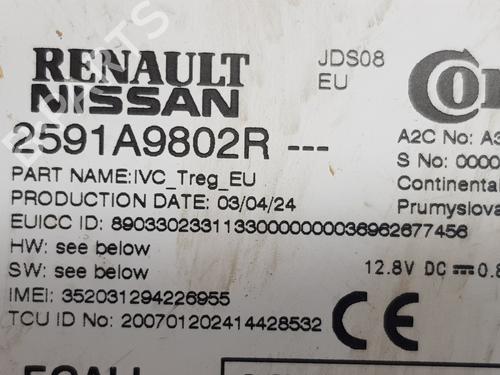 RENAULT
NISSAN
JDS08
EU
2591A9802R ---
A2C No: A3
S No: 0000
Continental
Prumyslova
PART NAME:IVC_Treg_EU
PRODUCTION DATE: 03/04/24
EUICC ID: 89033023311330000000036962677456
HW: see below
SW: see below
12.8V DC 0.8
IMEI: 352031294226955
TCU ID No: 200701202414428532
CE